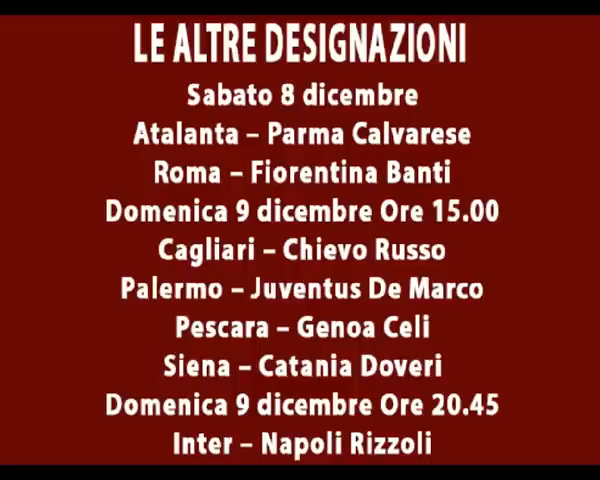 LE ALTRE DESIGNAZIONI
Sabato 8 dicembre
Atalanta – Parma Calvarese
Roma – Fiorentina Banti
Domenica 9 dicembre Ore 15.00
Cagliari – Chievo Russo
Palermo – Juventus De Marco
Pescara – Genoa Celi
Siena – Catania Doveri
Domenica 9 dicembre Ore 20.45
Inter – Napoli Rizzoli